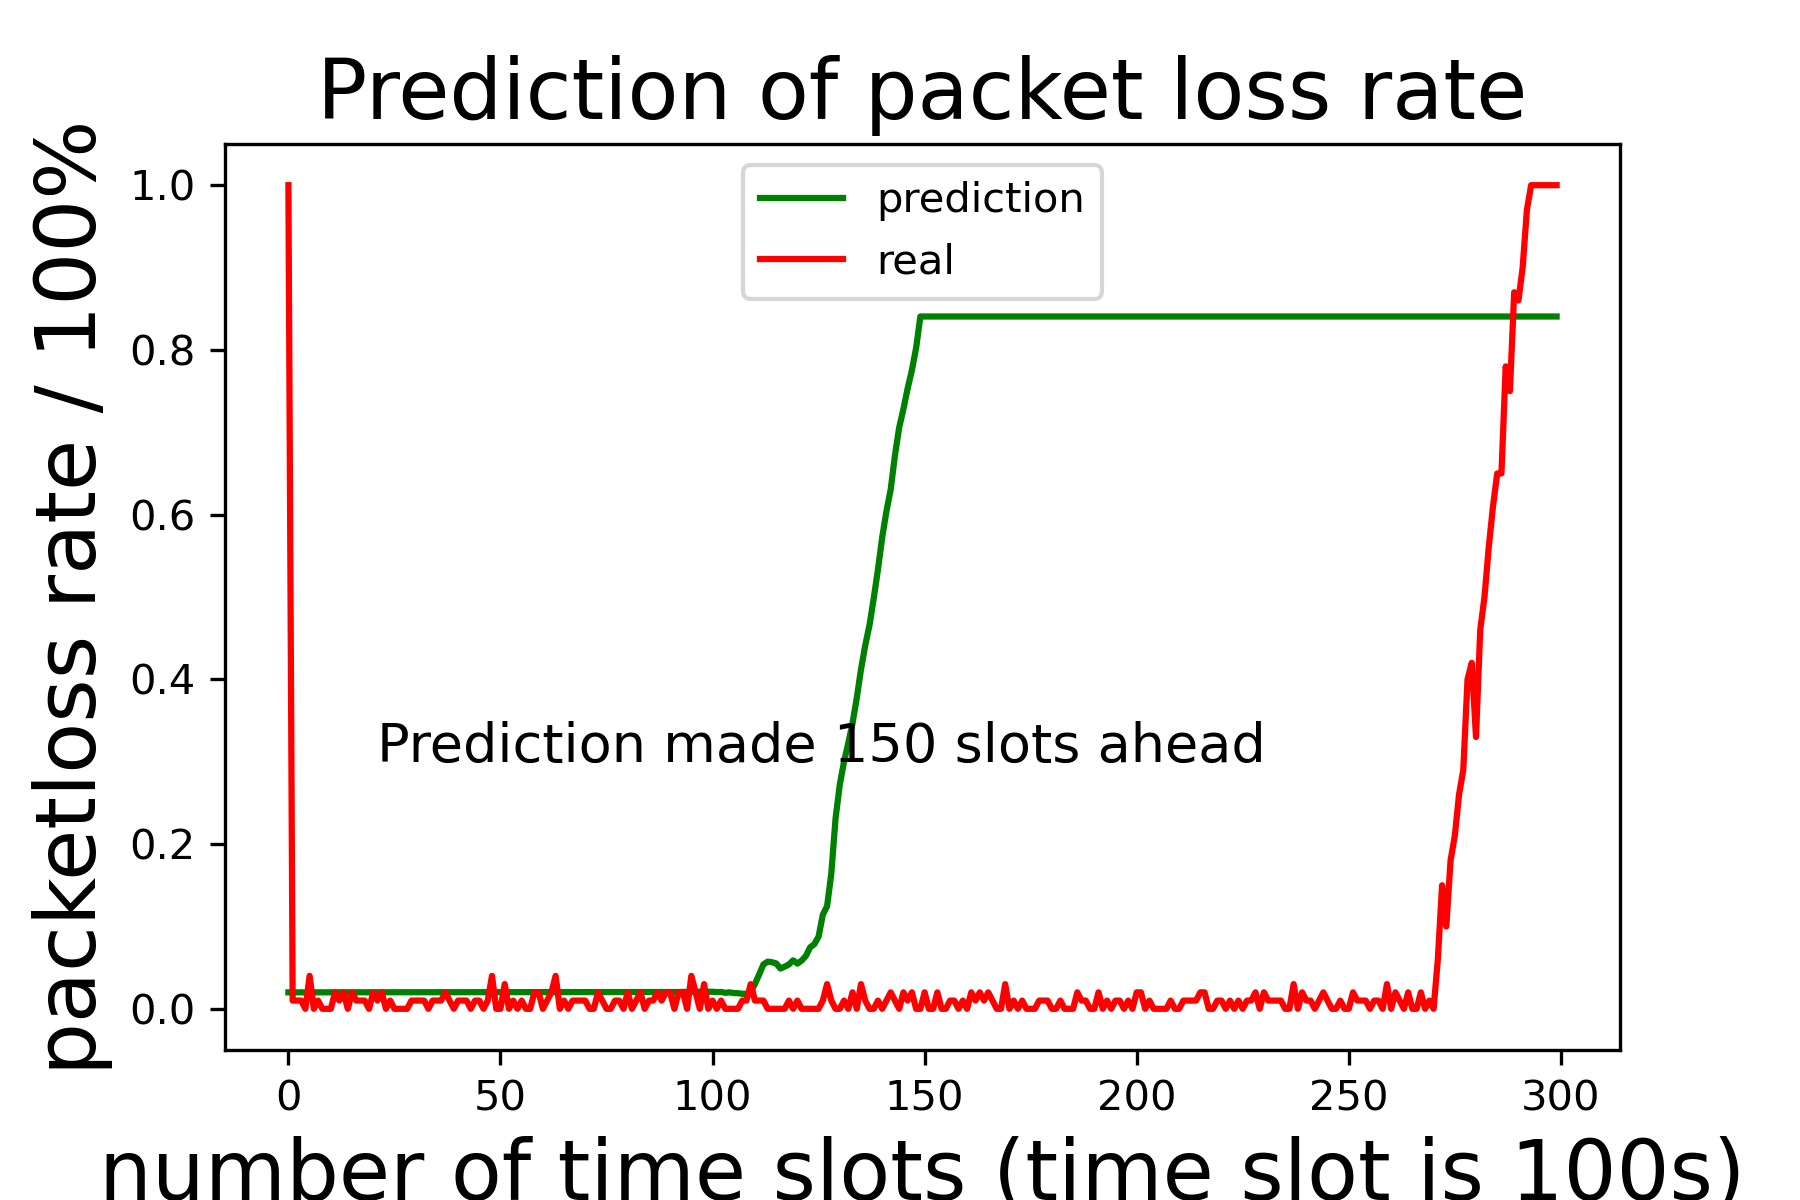 Prediction of packet loss rate
packetloss rate / 100%
1.0
0.8
0.6
0.4
0.2
0.0
prediction
real
Prediction made 150 slots ahead
0 50 100 150 200 250 300
number of time slots (time slot is 100s)